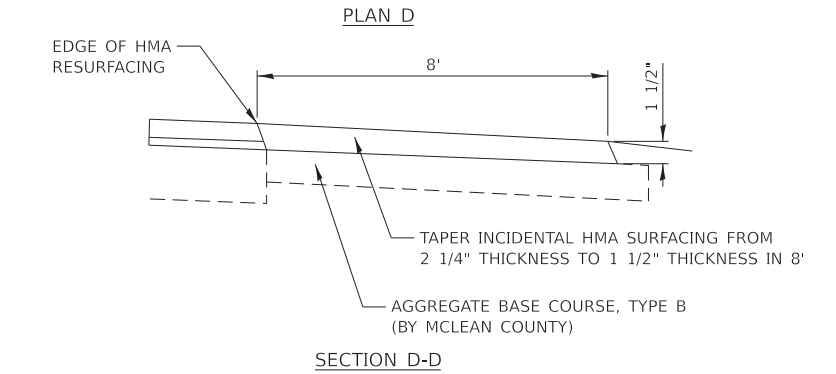 PLAN D
EDGE OF HMA
RESURFACING
8'
1 1/2"
TAPER INCIDENTAL HMA SURFACING FROM
2 1/4" THICKNESS TO 1 1/2" THICKNESS IN 8'
AGGREGATE BASE COURSE, TYPE B
(BY MCLEAN COUNTY)
SECTION D-D